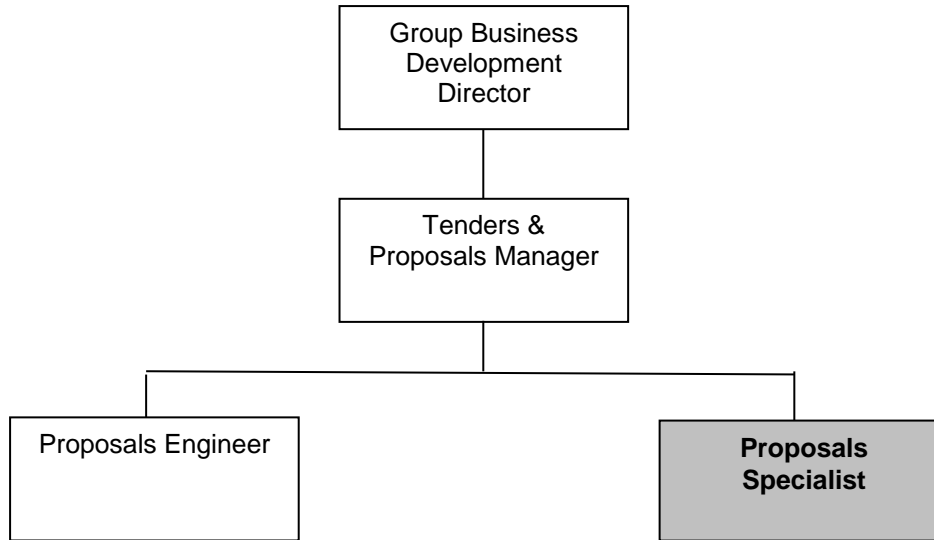 Group Business
Development
Director
Tenders &
Proposals Manager
Proposals Engineer
Proposals
Specialist